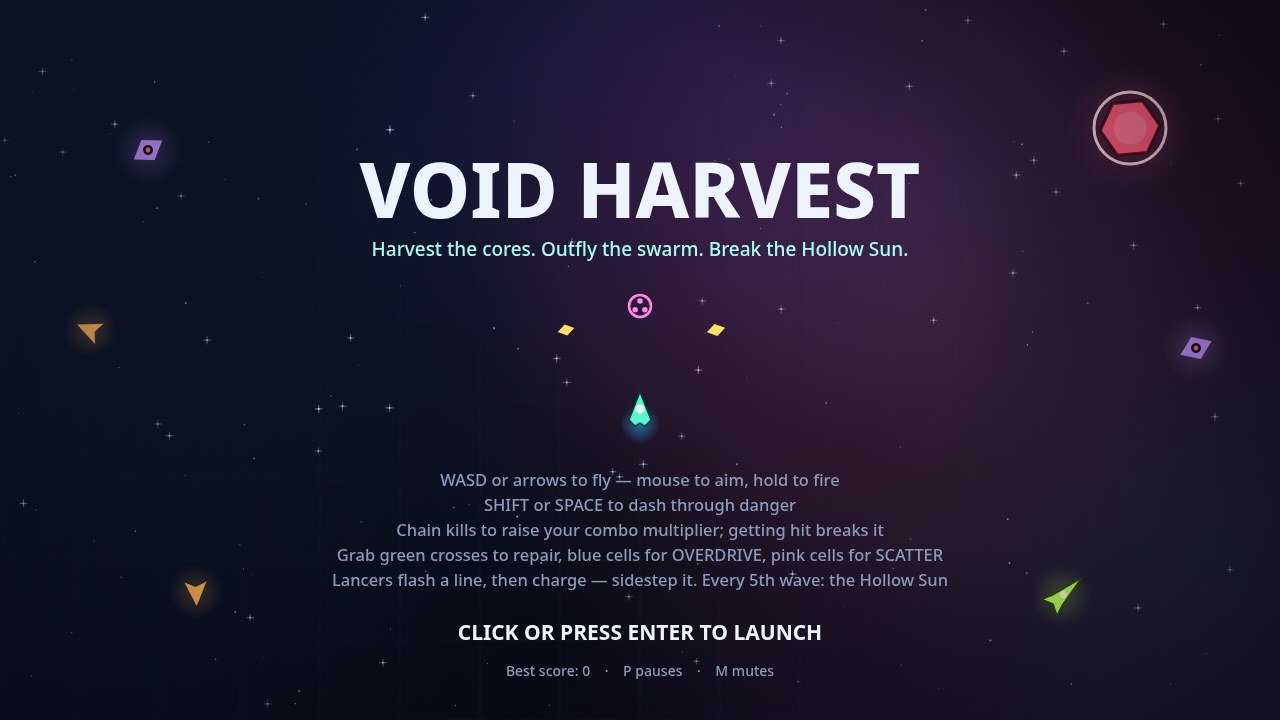 VOID HARVEST
Harvest the cores. Outfly the swarm. Break the Hollow Sun.
WASD or arrows to fly — mouse to aim, hold to fire
SHIFT or SPACE to dash through danger
Chain kills to raise your combo multiplier; getting hit breaks it
Grab green crosses to repair, blue cells for OVERDRIVE, pink cells for SCATTER
Lancers flash a line, then charge — sidestep it. Every 5th wave: the Hollow Sun
CLICK OR PRESS ENTER TO LAUNCH
Best score: 0 · P pauses · M mutes